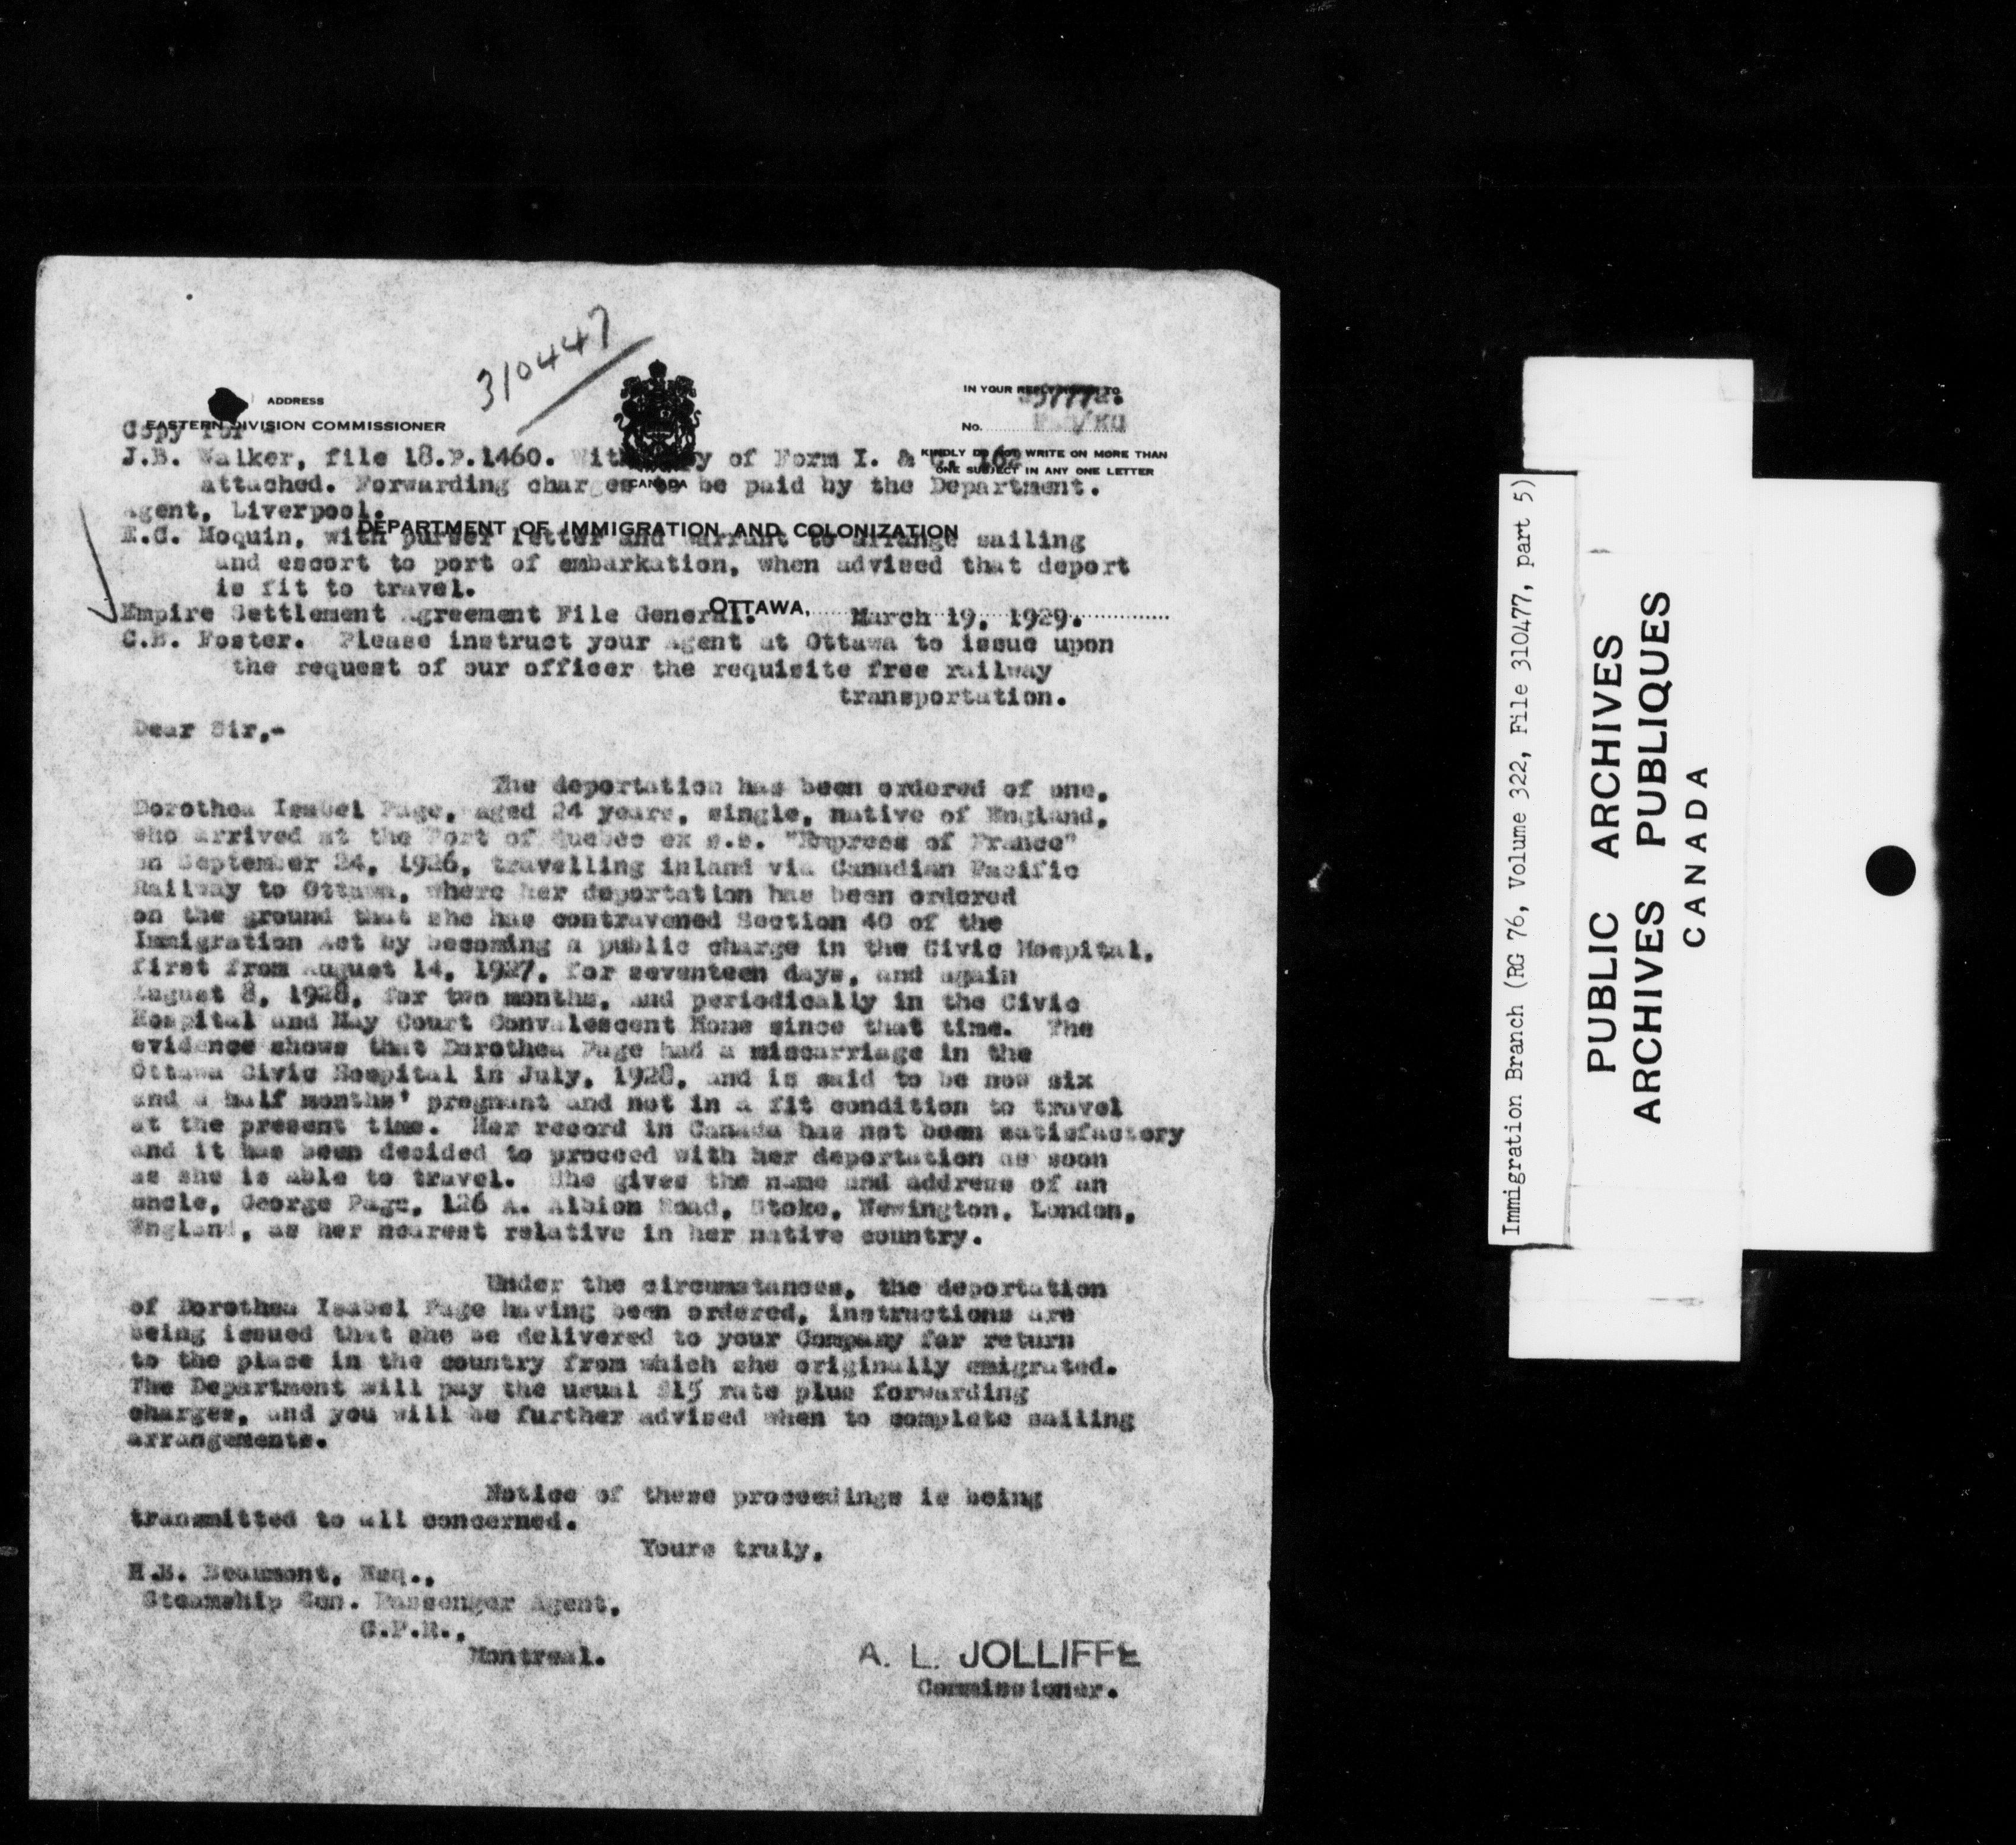 310447
ADDRESS
EASTERN DIVISION COMMISSIONER
IN YOUR REPLY REFER TO
No.
KINDLY DO NOT WRITE ON MORE THAN
ONE SUBJECT IN ANY ONE LETTER
CANADA
DEPARTMENT OF IMMIGRATION AND COLONIZATION
OTTAWA, March 19, 1929.
Copy for -
J.B. Walker, file 18.P.1460. With copy of Form I. & C. 162
attached. Forwarding charges to be paid by the Department.
Agent, Liverpool.
E.C. Moquin, with purser letter and warrant to arrange sailing
and escort to port of embarkation, when advised that deport
is fit to travel.
Empire Settlement Agreement File General.
C.B. Foster. Please instruct your Agent at Ottawa to issue upon
the request of our officer the requisite free railway
transportation.
Dear Sir,-
The deportation has been ordered of one,
Dorothea Isabel Page, aged 24 years, single, native of England,
who arrived at the Port of Quebec ex s.s. "Empress of France"
on September 24, 1926, travelling inland via Canadian Pacific
Railway to Ottawa, where her deportation has been ordered
on the ground that she has contravened Section 40 of the
Immigration Act by becoming a public charge in the Civic Hospital,
first from August 14, 1927, for seventeen days, and again
August 8, 1928, for two months, and periodically in the Civic
Hospital and May Court Convalescent Home since that time. The
evidence shows that Dorothea Page had a miscarriage in the
Ottawa Civic Hospital in July, 1928, and is said to be now six
and a half months' pregnant and not in a fit condition to travel
at the present time. Her record in Canada has not been satisfactory
and it has been decided to proceed with her deportation as soon
as she is able to travel. She gives the name and address of an
uncle, George Page, 126 A. Albion Road, Stoke, Newington, London,
England, as her nearest relative in her native country.
Under the circumstances, the deportation
of Dorothea Isabel Page having been ordered, instructions are
being issued that she be delivered to your Company for return
to the place in the country from which she originally emigrated.
The Department will pay the usual $15 rate plus forwarding
charges, and you will be further advised when to complete sailing
arrangements.
Notice of these proceedings is being
transmitted to all concerned.
Yours truly,
H.B. Beaumont, Esq.,
Steamship Gen. Passenger Agent,
C.P.R.,
Montreal.
A. L. JOLLIFFE
Commissioner.
Immigration Branch (RG 76, Volume 322, File 310477, part 5)
PUBLIC ARCHIVES
ARCHIVES PUBLIQUES
CANADA